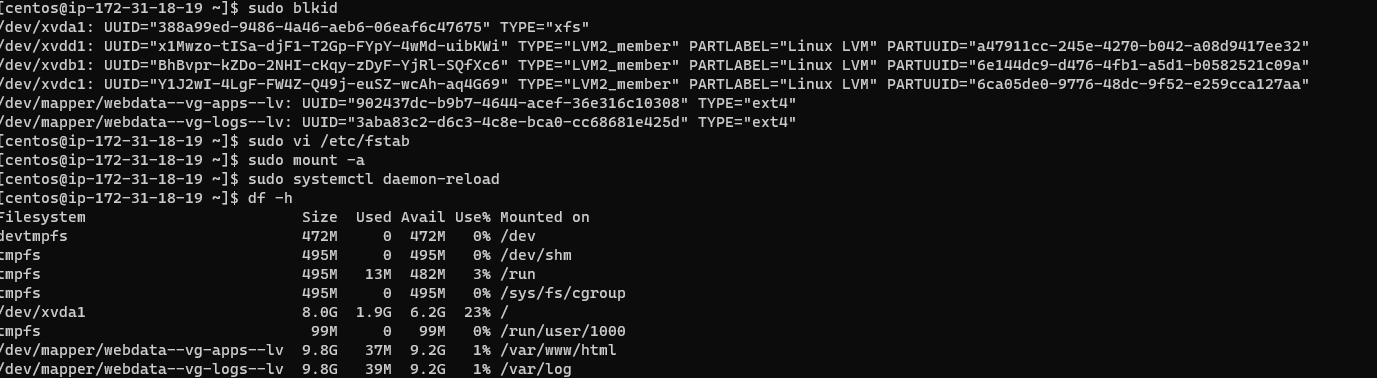 [centos@ip-172-31-18-19 ~]$ sudo blkid
/dev/xvda1: UUID="388a99ed-9486-4a46-aeb6-06eaf6c47675" TYPE="xfs"
/dev/xvdd1: UUID="x1Mwzo-tISa-djF1-T2Gp-FYpY-4wMd-uibKWi" TYPE="LVM2_member" PARTLABEL="Linux LVM" PARTUUID="a47911cc-245e-4270-b042-a08d9417ee32"
/dev/xvdb1: UUID="BhBvpr-kZDo-2NHI-cKqy-zDyF-YjRl-SQfXc6" TYPE="LVM2_member" PARTLABEL="Linux LVM" PARTUUID="6e144dc9-d476-4fb1-a5d1-b0582521c09a"
/dev/xvdc1: UUID="Y1J2wI-4LgF-FW4Z-Q49j-euSZ-wcAh-aq4G69" TYPE="LVM2_member" PARTLABEL="Linux LVM" PARTUUID="6ca05de0-9776-48dc-9f52-e259cca127aa"
/dev/mapper/webdata--vg-apps--lv: UUID="902437dc-b9b7-4644-acef-36e316c10308" TYPE="ext4"
/dev/mapper/webdata--vg-logs--lv: UUID="3aba83c2-d6c3-4c8e-bca0-cc68681e425d" TYPE="ext4"
[centos@ip-172-31-18-19 ~]$ sudo vi /etc/fstab
[centos@ip-172-31-18-19 ~]$ sudo mount -a
[centos@ip-172-31-18-19 ~]$ sudo systemctl daemon-reload
[centos@ip-172-31-18-19 ~]$ df -h
Filesystem                        Size  Used Avail Use% Mounted on
devtmpfs                          472M     0  472M   0% /dev
tmpfs                             495M     0  495M   0% /dev/shm
tmpfs                             495M   13M  482M   3% /run
tmpfs                             495M     0  495M   0% /sys/fs/cgroup
/dev/xvda1                        8.0G  1.9G  6.2G  23% /
tmpfs                              99M     0   99M   0% /run/user/1000
/dev/mapper/webdata--vg-apps--lv  9.8G   37M  9.2G   1% /var/www/html
/dev/mapper/webdata--vg-logs--lv  9.8G   39M  9.2G   1% /var/log